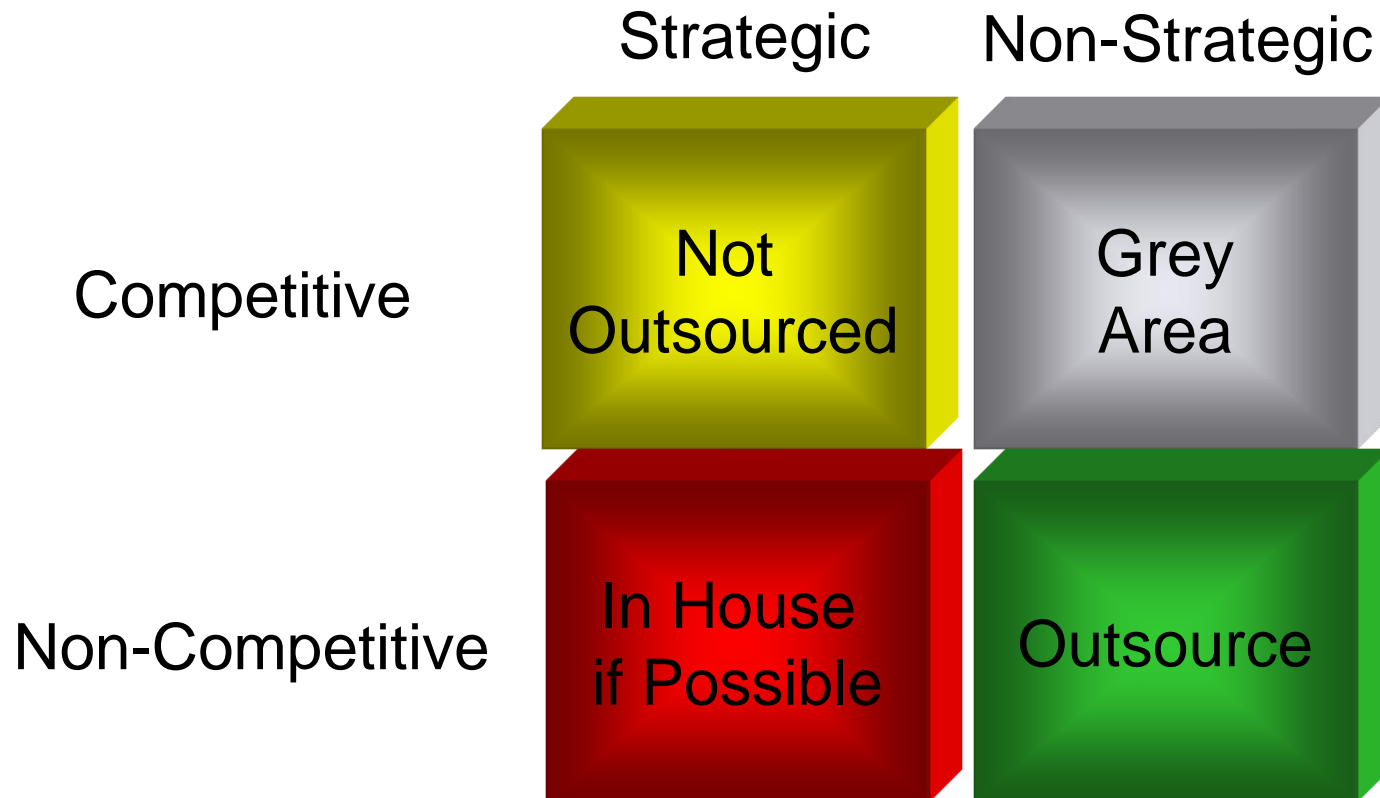 Strategic
Non-Strategic
Competitive
Not
Outsourced
Grey
Area
Non-Competitive
In House
if Possible
Outsource